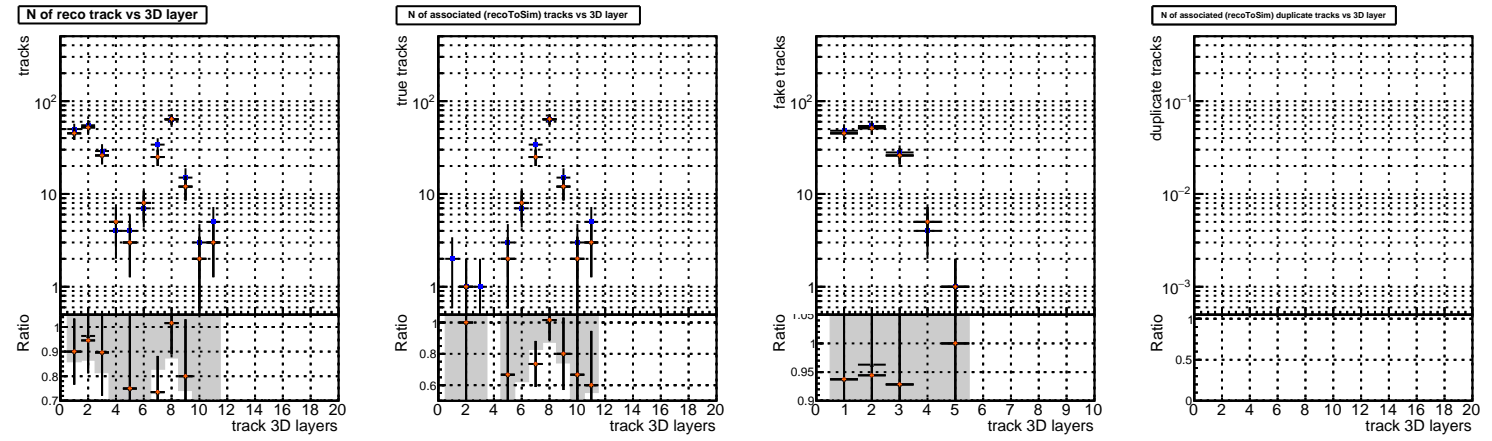 N of reco track vs 3D layer
tracks
10²
10
1
Ratio
1
0.9
0.8
0.7
0 2 4 6 8 10 12 14 16 18 20
track 3D layers
N of associated (recoToSim) tracks vs 3D layer
true tracks
10²
10
1
Ratio
1
0.8
0.6
0 2 4 6 8 10 12 14 16 18 20
track 3D layers
fake tracks
10²
10
1
Ratio
1.05
1
0.95
0.9
0 1 2 3 4 5 6 7 8 9 10
track 3D layers
N of associated (recoToSim) duplicate tracks vs 3D layer
duplicate tracks
10⁻¹
10⁻²
10⁻³
Ratio
1
0.5
0
0 2 4 6 8 10 12 14 16 18 20
track 3D layers